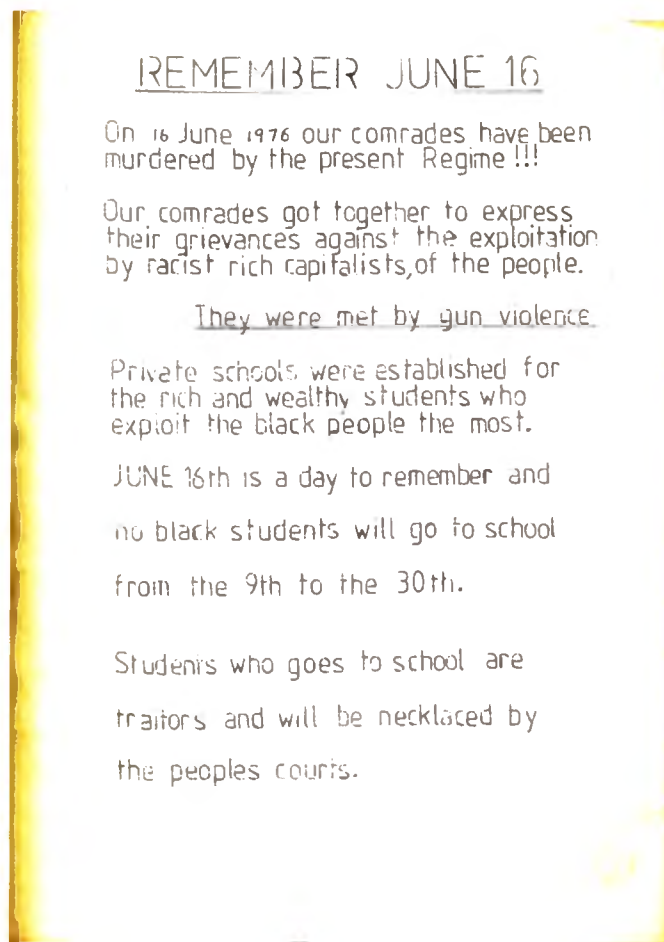 REMEMBER JUNE 16
On 16 June 1976 our comrades have been
murdered by the present Regime !!!
Our comrades got together to express
their grievances against the exploitation
by racist rich capitalists, of the people.
They were met by gun violence
Private schools were established for
the rich and wealthy students who
exploit the black people the most.
JUNE 16th is a day to remember and
no black students will go to school
from the 9th to the 30th.
Students who goes to school are
traitors and will be necklaced by
the peoples courts.